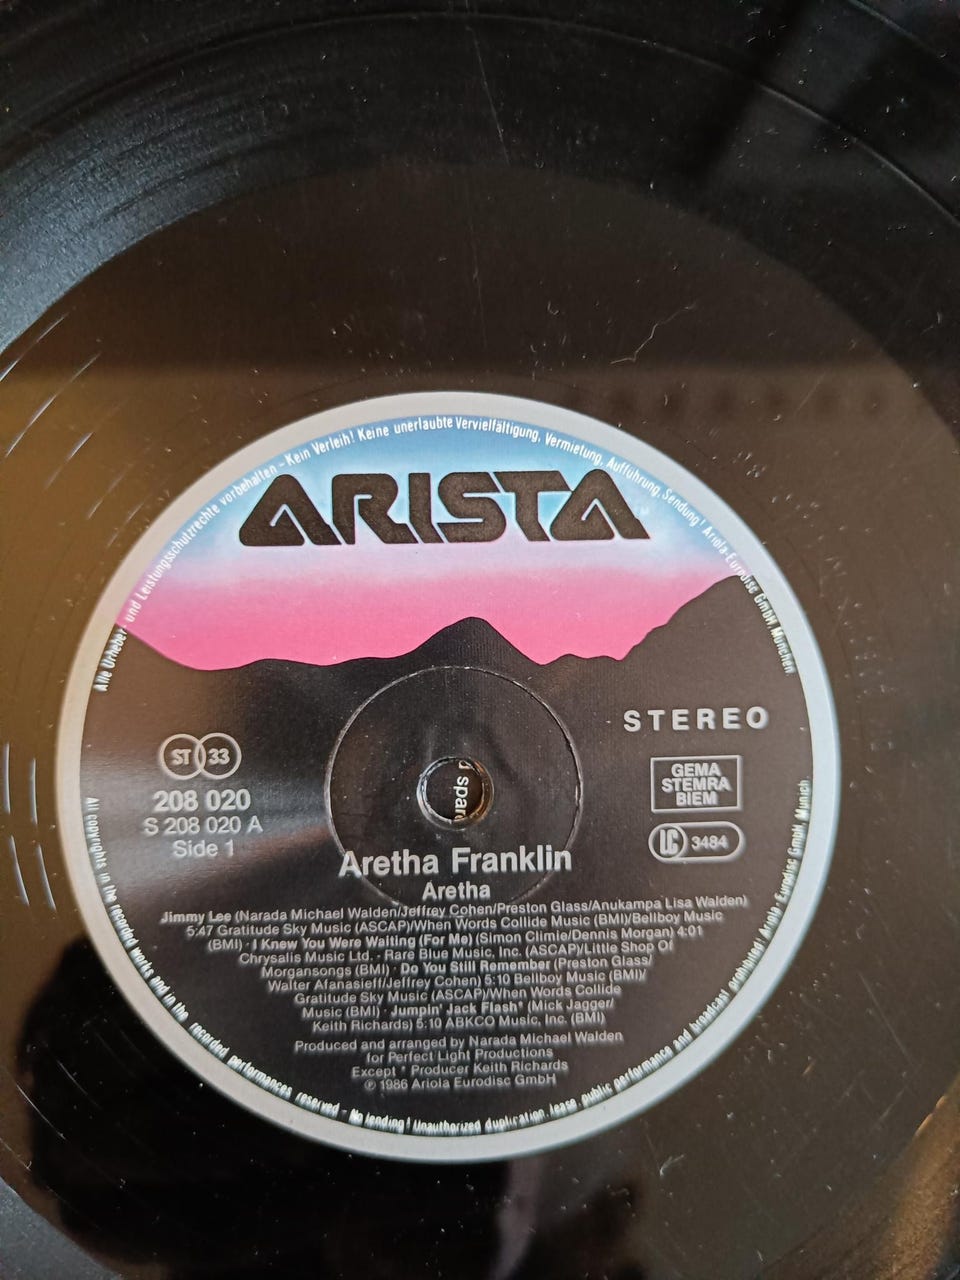 Alle Urheber- und Leistungsschutzrechte vorbehalten – Kein Verleih! Keine unerlaubte Vervielfältigung, Vermietung, Aufführung, Sendung! Ariola-Eurodisc GmbH, München
ARISTA
TM
STEREO
ST 33
GEMA
STEMRA
BIEM
208 020
S 208 020 A
LC 3484
Side 1
d spar
Aretha Franklin
Aretha
Jimmy Lee (Narada Michael Walden/Jeffrey Cohen/Preston Glass/Anukampa Lisa Walden)
5:47 Gratitude Sky Music (ASCAP)/When Words Collide Music (BMI)/Bellboy Music
(BMI) · I Knew You Were Waiting (For Me) (Simon Climie/Dennis Morgan) 4:01
Chrysalis Music Ltd. - Rare Blue Music, Inc. (ASCAP)/Little Shop Of
Morgansongs (BMI) · Do You Still Remember (Preston Glass/
Walter Afanasieff/Jeffrey Cohen) 5:10 Bellboy Music (BMI)/
Gratitude Sky Music (ASCAP)/When Words Collide
Music (BMI) · Jumpin' Jack Flash* (Mick Jagger/
Keith Richards) 5:10 ABKCO Music, Inc. (BMI)
Produced and arranged by Narada Michael Walden
for Perfect Light Productions
Except * Producer Keith Richards
℗ 1986 Ariola Eurodisc GmbH
All copyrights in the recorded works and in the recorded performances reserved – No lending! Unauthorized duplication, lease, public performance and broadcast prohibited! Ariola Eurodisc GmbH, Munich